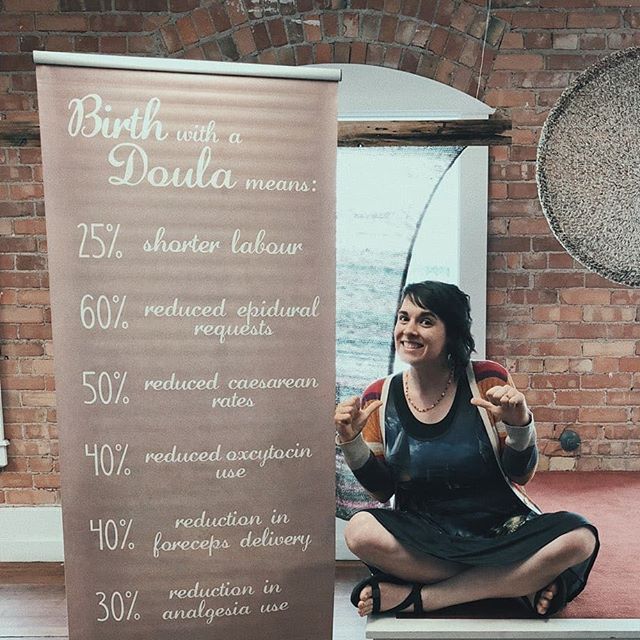 Birth with a
Doula means:
25% shorter labour
60% reduced epidural
requests
50% reduced caesarean
rates
40% reduced oxcytocin
use
40% reduction in
foreceps delivery
30% reduction in
analgesia use